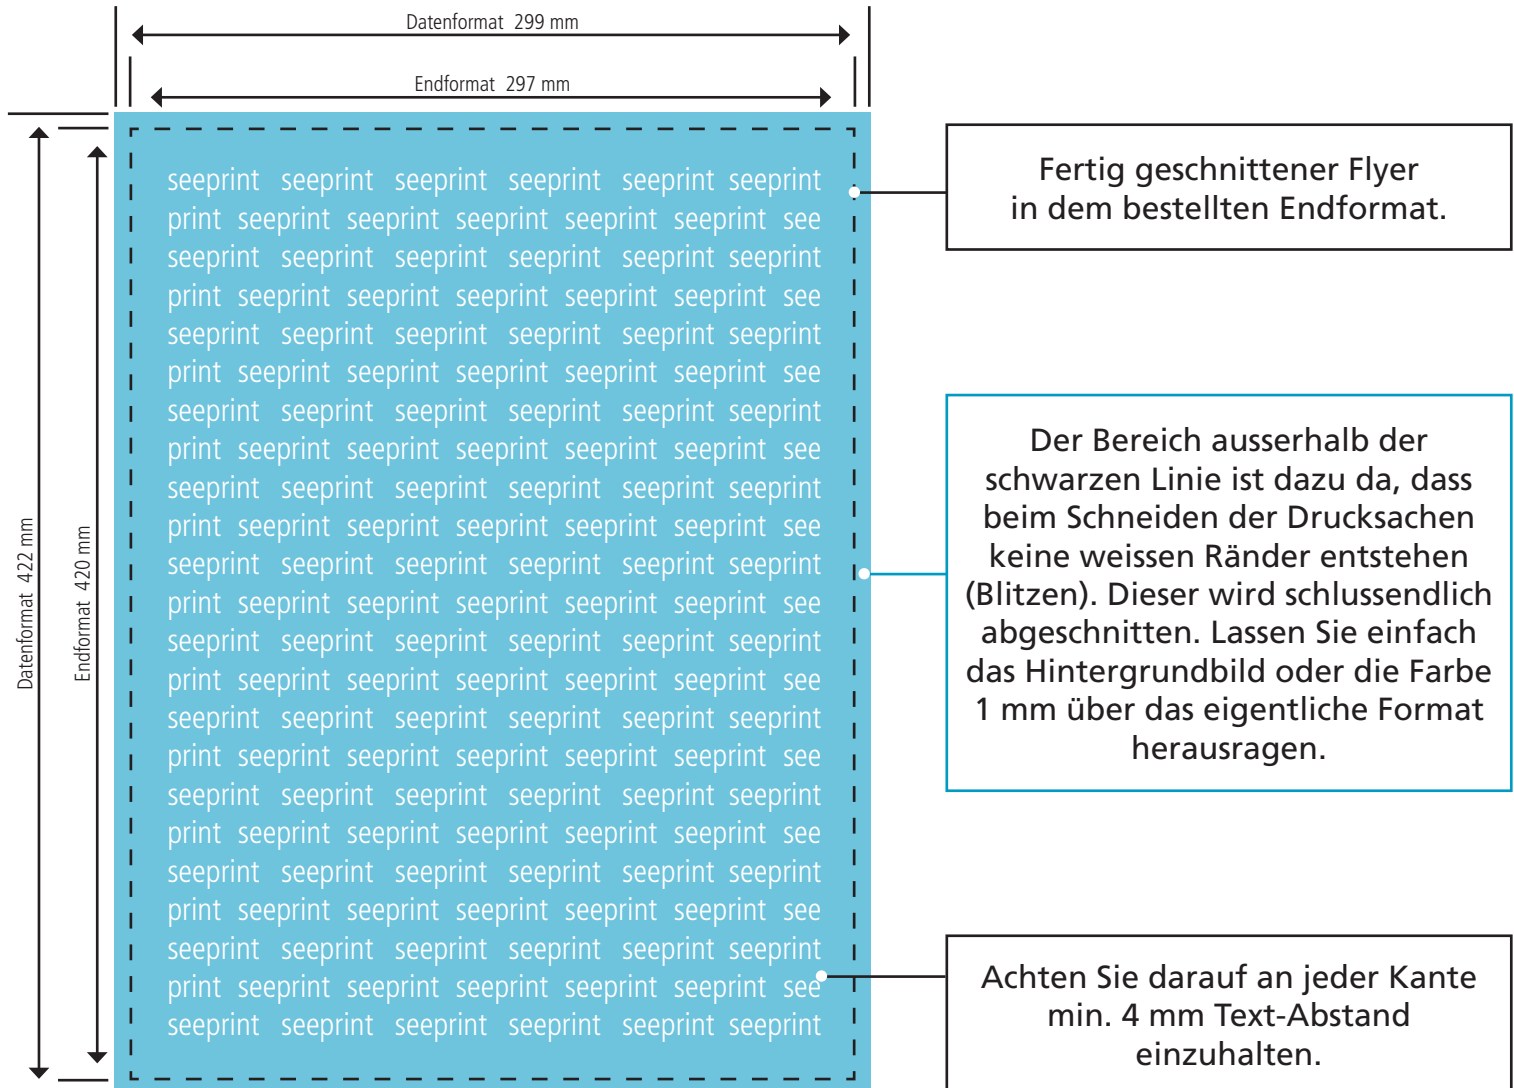 Datenformat 299 mm
Endformat 297 mm
Datenformat 422 mm
Endformat 420 mm
seeprint seeprint seeprint seeprint seeprint seeprint
print seeprint seeprint seeprint seeprint seeprint see
seeprint seeprint seeprint seeprint seeprint seeprint
print seeprint seeprint seeprint seeprint seeprint see
seeprint seeprint seeprint seeprint seeprint seeprint
print seeprint seeprint seeprint seeprint seeprint see
seeprint seeprint seeprint seeprint seeprint seeprint
print seeprint seeprint seeprint seeprint seeprint see
seeprint seeprint seeprint seeprint seeprint seeprint
print seeprint seeprint seeprint seeprint seeprint see
seeprint seeprint seeprint seeprint seeprint seeprint
print seeprint seeprint seeprint seeprint seeprint see
seeprint seeprint seeprint seeprint seeprint seeprint
print seeprint seeprint seeprint seeprint seeprint see
seeprint seeprint seeprint seeprint seeprint seeprint
print seeprint seeprint seeprint seeprint seeprint see
seeprint seeprint seeprint seeprint seeprint seeprint
print seeprint seeprint seeprint seeprint seeprint see
seeprint seeprint seeprint seeprint seeprint seeprint
print seeprint seeprint seeprint seeprint seeprint see
seeprint seeprint seeprint seeprint seeprint seeprint
print seeprint seeprint seeprint seeprint seeprint see
seeprint seeprint seeprint seeprint seeprint seeprint
Fertig geschnittener Flyer
in dem bestellten Endformat.
Der Bereich ausserhalb der
schwarzen Linie ist dazu da, dass
beim Schneiden der Drucksachen
keine weissen Ränder entstehen
(Blitzen). Dieser wird schlussendlich
abgeschnitten. Lassen Sie einfach
das Hintergrundbild oder die Farbe
1 mm über das eigentliche Format
herausragen.
Achten Sie darauf an jeder Kante
min. 4 mm Text-Abstand
einzuhalten.